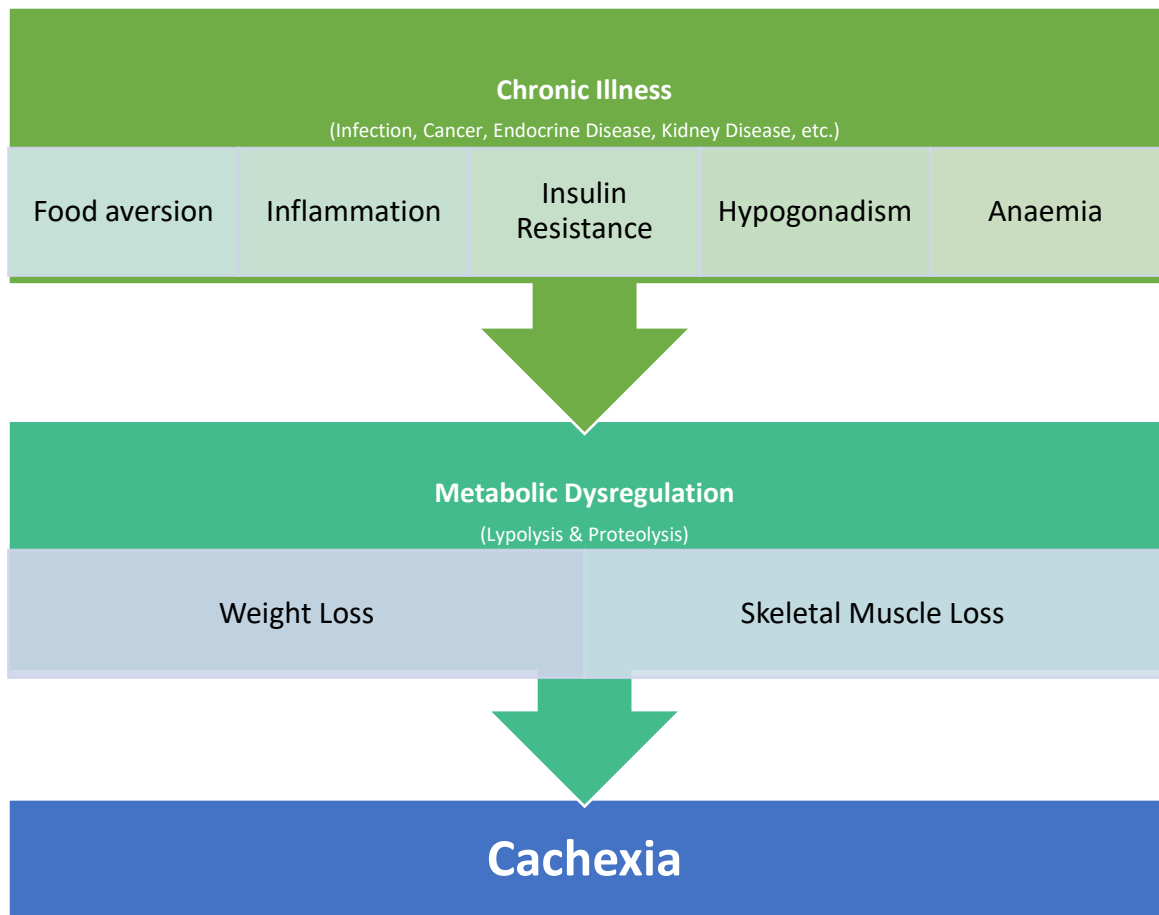 Chronic Illness
(Infection, Cancer, Endocrine Disease, Kidney Disease, etc.)
Food aversion
Inflammation
Insulin
Resistance
Hypogonadism
Anaemia
Metabolic Dysregulation
(Lypolysis & Proteolysis)
Weight Loss
Skeletal Muscle Loss
Cachexia